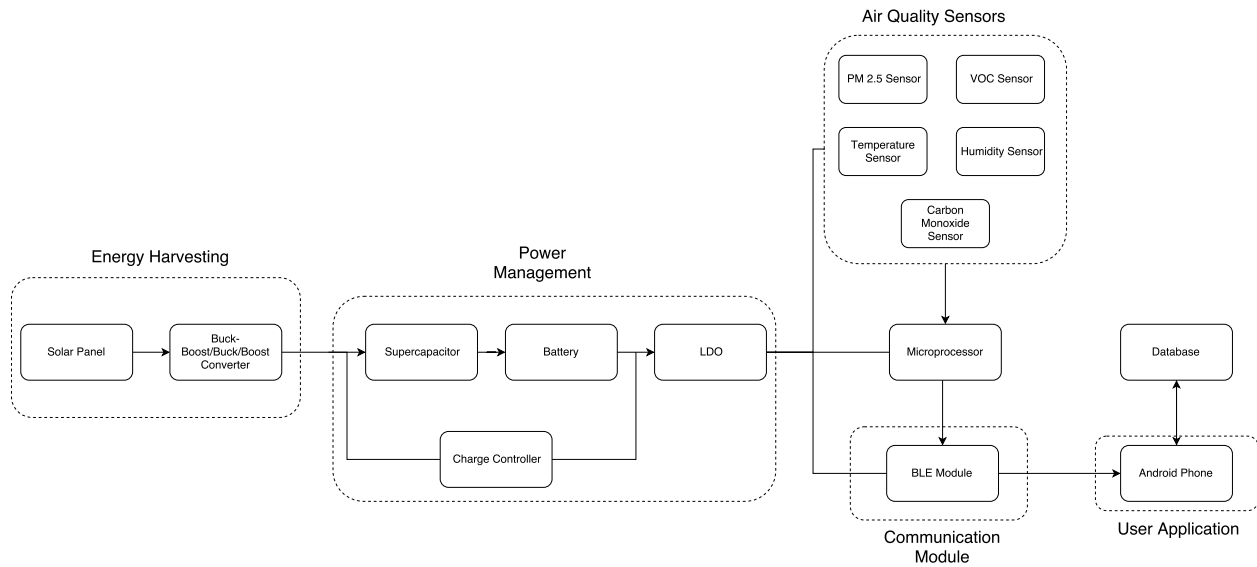 Air Quality Sensors
PM 2.5 Sensor
VOC Sensor
Temperature
Sensor
Humidity Sensor
Carbon
Monoxide
Sensor
Energy Harvesting
Power
Management
Solar Panel
Buck-
Boost/Buck/Boost
Converter
Supercapacitor
Battery
LDO
Microprocessor
Database
Charge Controller
BLE Module
Android Phone
Communication
Module
User Application